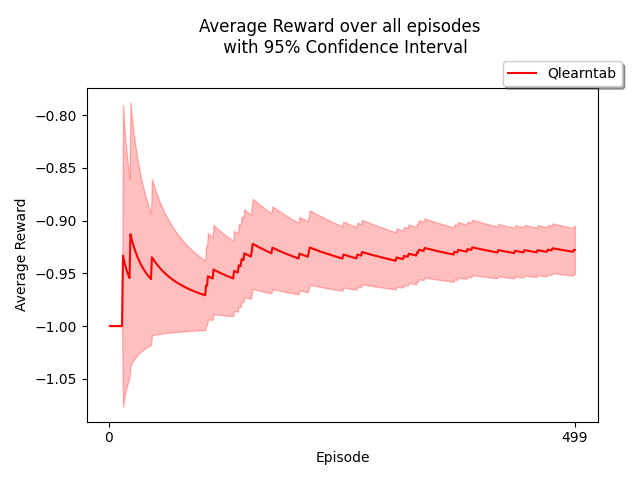 Average Reward over all episodes
with 95% Confidence Interval
Qlearntab
−0.80
−0.85
−0.90
−0.95
−1.00
−1.05
Average Reward
0
499
Episode